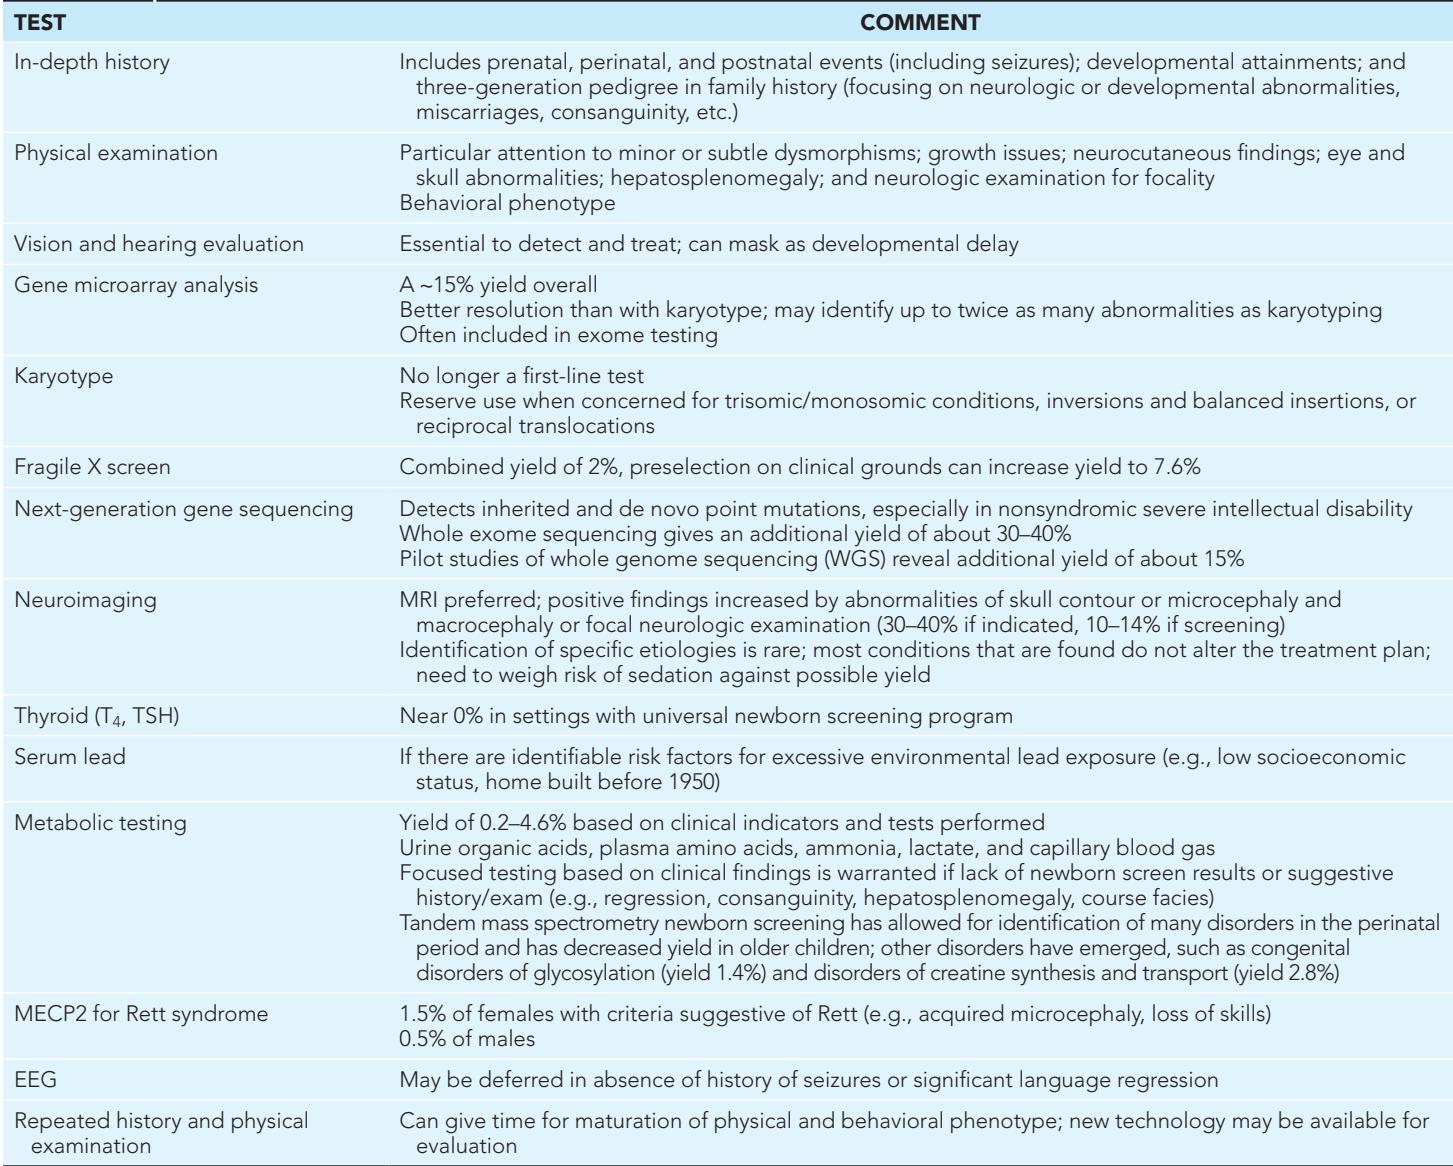 TEST COMMENT
In-depth history Includes prenatal, perinatal, and postnatal events (including seizures); developmental attainments; and
three-generation pedigree in family history (focusing on neurologic or developmental abnormalities,
miscarriages, consanguinity, etc.)
Physical examination Particular attention to minor or subtle dysmorphisms; growth issues; neurocutaneous findings; eye and
skull abnormalities; hepatosplenomegaly; and neurologic examination for focality
Behavioral phenotype
Vision and hearing evaluation Essential to detect and treat; can mask as developmental delay
Gene microarray analysis A ~15% yield overall
Better resolution than with karyotype; may identify up to twice as many abnormalities as karyotyping
Often included in exome testing
Karyotype No longer a first-line test
Reserve use when concerned for trisomic/monosomic conditions, inversions and balanced insertions, or
reciprocal translocations
Fragile X screen Combined yield of 2%, preselection on clinical grounds can increase yield to 7.6%
Next-generation gene sequencing Detects inherited and de novo point mutations, especially in nonsyndromic severe intellectual disability
Whole exome sequencing gives an additional yield of about 30–40%
Pilot studies of whole genome sequencing (WGS) reveal additional yield of about 15%
Neuroimaging MRI preferred; positive findings increased by abnormalities of skull contour or microcephaly and
macrocephaly or focal neurologic examination (30–40% if indicated, 10–14% if screening)
Identification of specific etiologies is rare; most conditions that are found do not alter the treatment plan;
need to weigh risk of sedation against possible yield
Thyroid (T₄, TSH) Near 0% in settings with universal newborn screening program
Serum lead If there are identifiable risk factors for excessive environmental lead exposure (e.g., low socioeconomic
status, home built before 1950)
Metabolic testing Yield of 0.2–4.6% based on clinical indicators and tests performed
Urine organic acids, plasma amino acids, ammonia, lactate, and capillary blood gas
Focused testing based on clinical findings is warranted if lack of newborn screen results or suggestive
history/exam (e.g., regression, consanguinity, hepatosplenomegaly, course facies)
Tandem mass spectrometry newborn screening has allowed for identification of many disorders in the perinatal
period and has decreased yield in older children; other disorders have emerged, such as congenital
disorders of glycosylation (yield 1.4%) and disorders of creatine synthesis and transport (yield 2.8%)
MECP2 for Rett syndrome 1.5% of females with criteria suggestive of Rett (e.g., acquired microcephaly, loss of skills)
0.5% of males
EEG May be deferred in absence of history of seizures or significant language regression
Repeated history and physical Can give time for maturation of physical and behavioral phenotype; new technology may be available for
examination evaluation